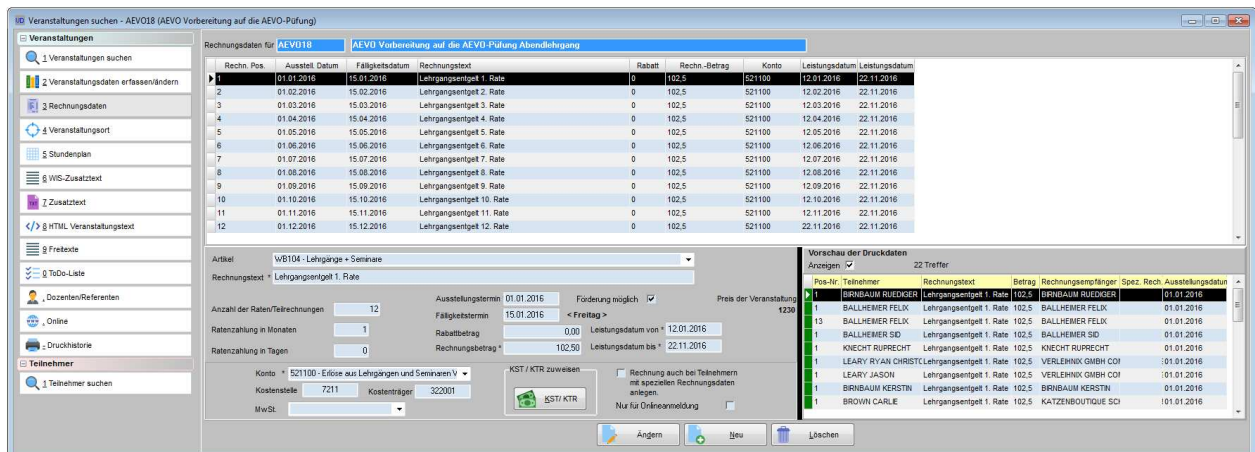 Veranstaltungen suchen - AEVO18 (AEVO Vorbereitung auf die AEVO-Püfung)
Veranstaltungen
1 Veranstaltungen suchen
2 Veranstaltungsdaten erfassen/ändern
3 Rechnungsdaten
4 Veranstaltungsort
5 Stundenplan
6 WIS-Zusatztext
7 Zusatztext
8 HTML Veranstaltungstext
9 Freitexte
0 ToDo-Liste
, Dozenten/Referenten
, Online
- Druckhistorie
Teilnehmer
1 Teilnehmer suchen
Rechnungsdaten für AEVO18 AEVO Vorbereitung auf die AEVO-Püfung Abendlehrgang
Rechn. Pos. Ausstell. Datum Fälligkeitsdatum Rechnungstext Rabatt Rechn.-Betrag Konto Leistungsdatum Leistungsdatum
1 01.01.2016 15.01.2016 Lehrgangsentgelt 1. Rate 0 102,5 521100 12.01.2016 22.11.2016
2 01.02.2016 15.02.2016 Lehrgangsentgelt 2. Rate 0 102,5 521100 12.02.2016 22.11.2016
3 01.03.2016 15.03.2016 Lehrgangsentgelt 3. Rate 0 102,5 521100 12.03.2016 22.11.2016
4 01.04.2016 15.04.2016 Lehrgangsentgelt 4. Rate 0 102,5 521100 12.04.2016 22.11.2016
5 01.05.2016 15.05.2016 Lehrgangsentgelt 5. Rate 0 102,5 521100 12.05.2016 22.11.2016
6 01.06.2016 15.06.2016 Lehrgangsentgelt 6. Rate 0 102,5 521100 12.06.2016 22.11.2016
7 01.07.2016 15.07.2016 Lehrgangsentgelt 7. Rate 0 102,5 521100 12.07.2016 22.11.2016
8 01.08.2016 15.08.2016 Lehrgangsentgelt 8. Rate 0 102,5 521100 12.08.2016 22.11.2016
9 01.09.2016 15.09.2016 Lehrgangsentgelt 9. Rate 0 102,5 521100 12.09.2016 22.11.2016
10 01.10.2016 15.10.2016 Lehrgangsentgelt 10. Rate 0 102,5 521100 12.10.2016 22.11.2016
11 01.11.2016 15.11.2016 Lehrgangsentgelt 11. Rate 0 102,5 521100 12.11.2016 22.11.2016
12 01.12.2016 15.12.2016 Lehrgangsentgelt 12. Rate 0 102,5 521100 22.11.2016 22.11.2016
Artikel WB104 - Lehrgänge + Seminare
Rechnungstext * Lehrgangsentgelt 1. Rate
Anzahl der Raten/Teilrechnungen 12
Ratenzahlung in Monaten 1
Ratenzahlung in Tagen 0
Ausstellungstermin 01.01.2016 Förderung möglich
Fälligkeitstermin 15.01.2016 < Freitag >
Rabattbetrag 0,00 Leistungsdatum von * 12.01.2016
Rechnungsbetrag * 102,50 Leistungsdatum bis * 22.11.2016
Preis der Veranstaltung
1230
Konto * 521100 - Erlöse aus Lehrgängen und Seminaren V
Kostenstelle 7211 Kostenträger 322001
MwSt.
KST / KTR zuweisen
KST/ KTR
Rechnung auch bei Teilnehmern
mit speziellen Rechnungsdaten
anlegen.
Nur für Onlineanmeldung
Vorschau der Druckdaten
Anzeigen 22 Treffer
Pos-Nr. Teilnehmer Rechnungstext Betrag Rechnungsempfänger Spez. Rech. Ausstellungsdatun
1 BIRNBAUM RUEDIGER Lehrgangsentgelt 1. Rate 102,5 BIRNBAUM RUEDIGER 01.01.2016
1 BALLHEIMER FELIX Lehrgangsentgelt 1. Rate 102,5 BALLHEIMER FELIX 01.01.2016
13 BALLHEIMER FELIX Lehrgangsentgelt 1. Rate 102,5 BALLHEIMER FELIX 01.01.2016
1 BALLHEIMER SID Lehrgangsentgelt 1. Rate 102,5 BALLHEIMER SID 01.01.2016
1 KNECHT RUPRECHT Lehrgangsentgelt 1. Rate 102,5 KNECHT RUPRECHT 01.01.2016
1 LEARY RYAN CHRISTC Lehrgangsentgelt 1. Rate 102,5 VERLEIHNIX GMBH COI 01.01.2016
1 LEARY JASON Lehrgangsentgelt 1. Rate 102,5 VERLEIHNIX GMBH COI 01.01.2016
1 BIRNBAUM KERSTIN Lehrgangsentgelt 1. Rate 102,5 BIRNBAUM KERSTIN 01.01.2016
1 BROWN CARLIE Lehrgangsentgelt 1. Rate 102,5 KATZENBOUTIQUE SCI 01.01.2016
Ändern Neu Löschen